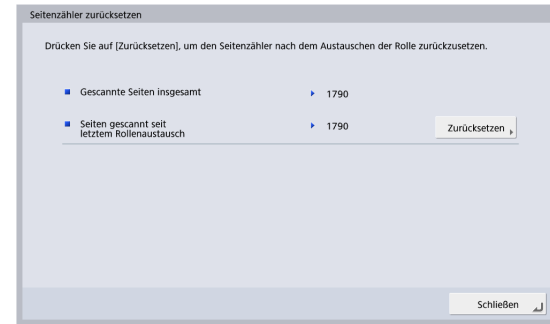 Seitenzähler zurücksetzen
Drücken Sie auf [Zurücksetzen], um den Seitenzähler nach dem Austauschen der Rolle zurückzusetzen.
Gescannte Seiten insgesamt 1790
Seiten gescannt seit 1790 Zurücksetzen
letztem Rollenaustausch
Schließen